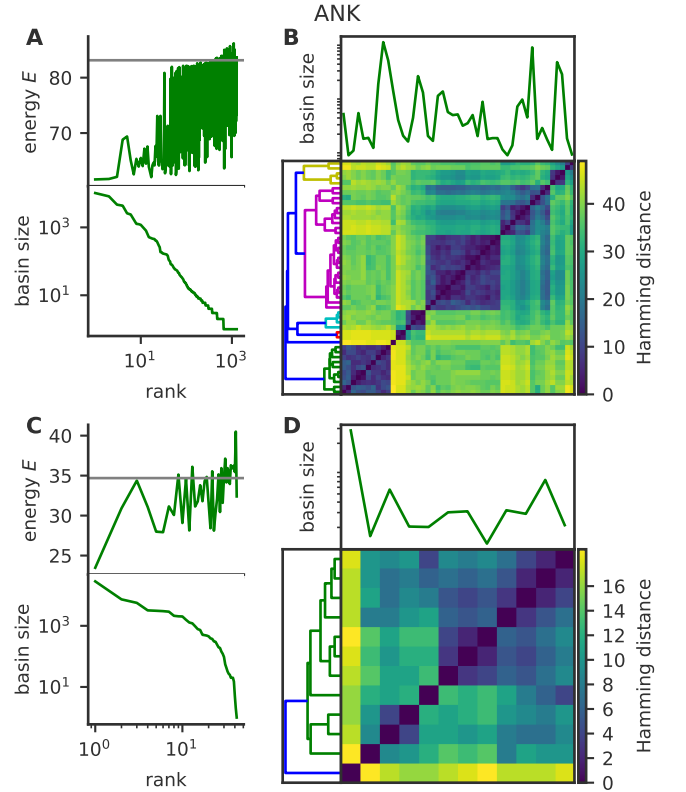 ANK
A
energy E
80
70
basin size
10³
10¹
10¹
10³
rank
B
basin size
Hamming distance
40
30
20
10
0
C
energy E
40
35
30
25
basin size
10³
10¹
10⁰
10¹
rank
D
basin size
Hamming distance
16
14
12
10
8
6
4
2
0